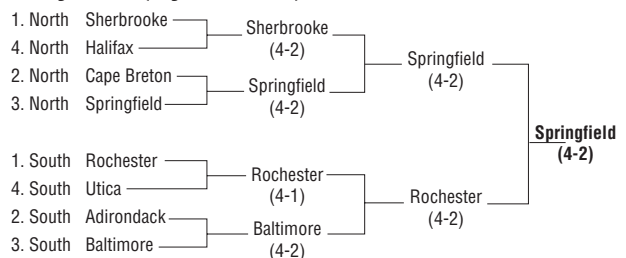 1. North Sherbrooke
4. North Halifax
2. North Cape Breton
3. North Springfield
Sherbrooke
(4-2)
Springfield
(4-2)
Springfield
(4-2)
1. South Rochester
4. South Utica
2. South Adirondack
3. South Baltimore
Rochester
(4-1)
Baltimore
(4-2)
Rochester
(4-2)
Springfield
(4-2)